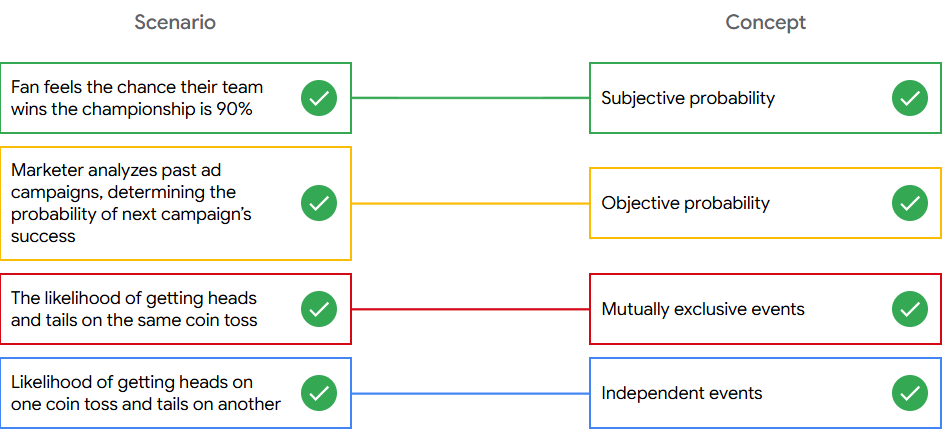 Scenario
Concept
Fan feels the chance their team
wins the championship is 90%
Subjective probability
Marketer analyzes past ad
campaigns, determining the
probability of next campaign's
success
Objective probability
The likelihood of getting heads
and tails on the same coin toss
Mutually exclusive events
Likelihood of getting heads on
one coin toss and tails on another
Independent events